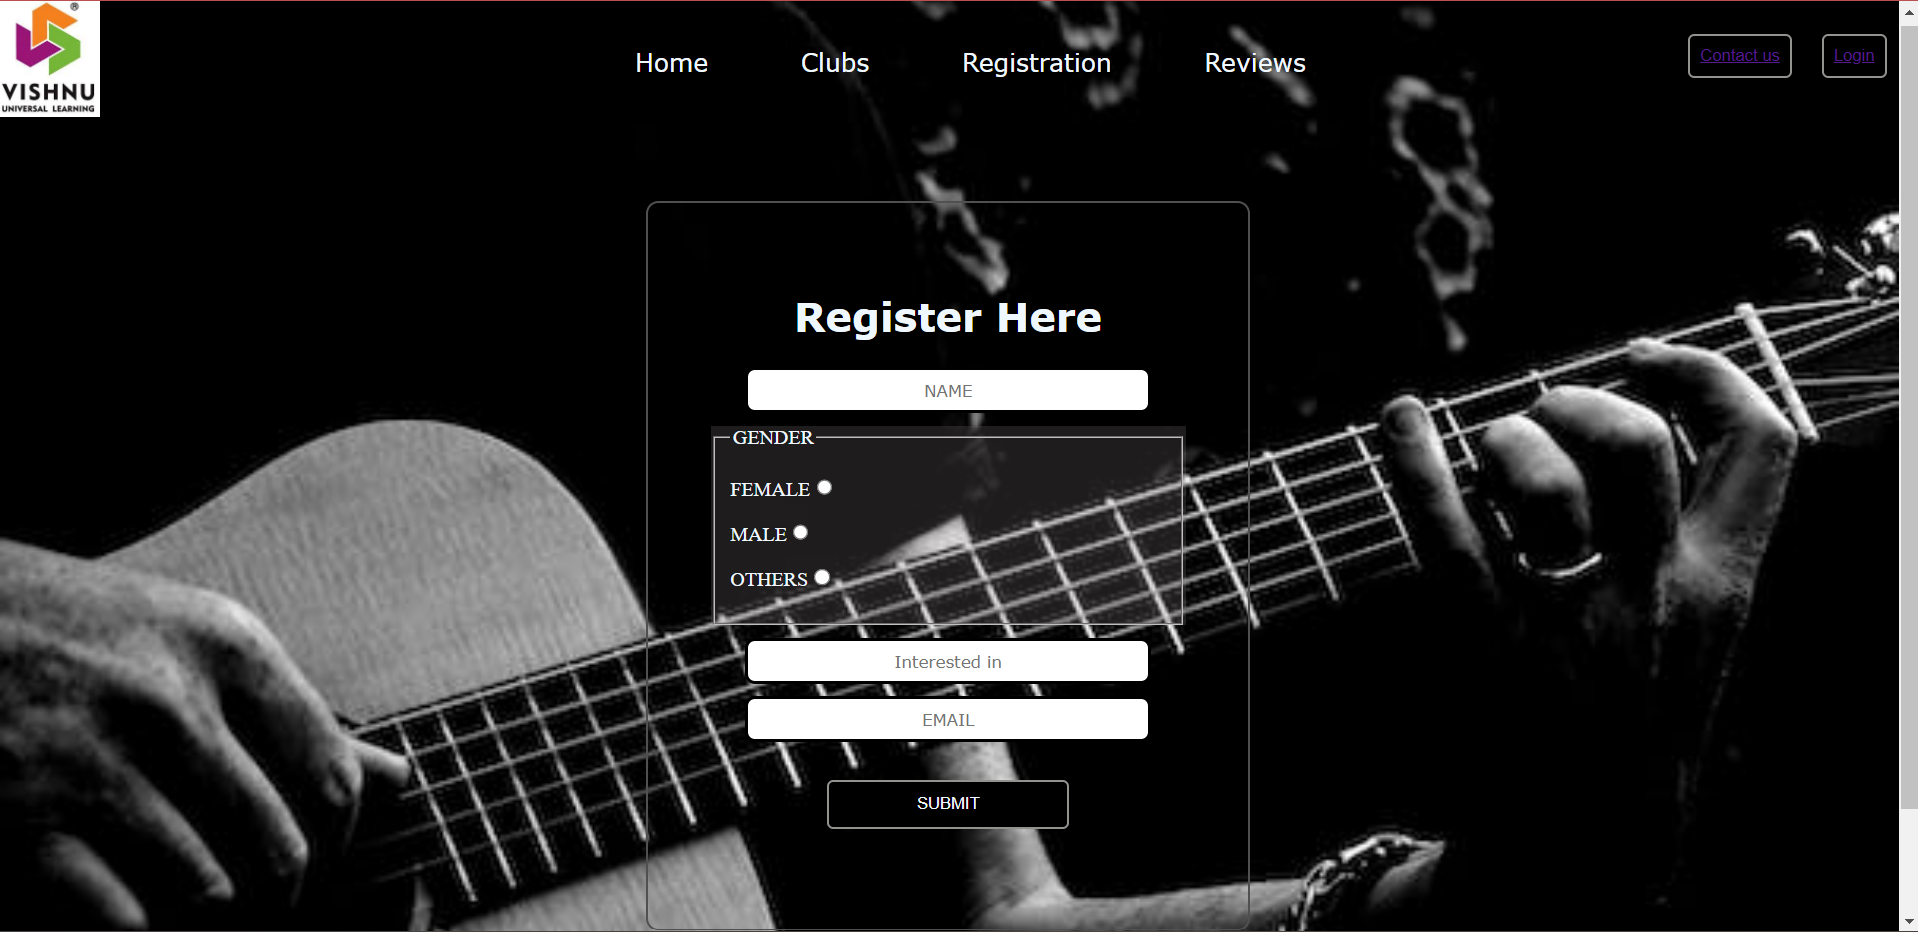 VISHNU
UNIVERSAL LEARNING
Home Clubs Registration Reviews
Contact us Login
Register Here
NAME
GENDER
FEMALE
MALE
OTHERS
Interested in
EMAIL
SUBMIT